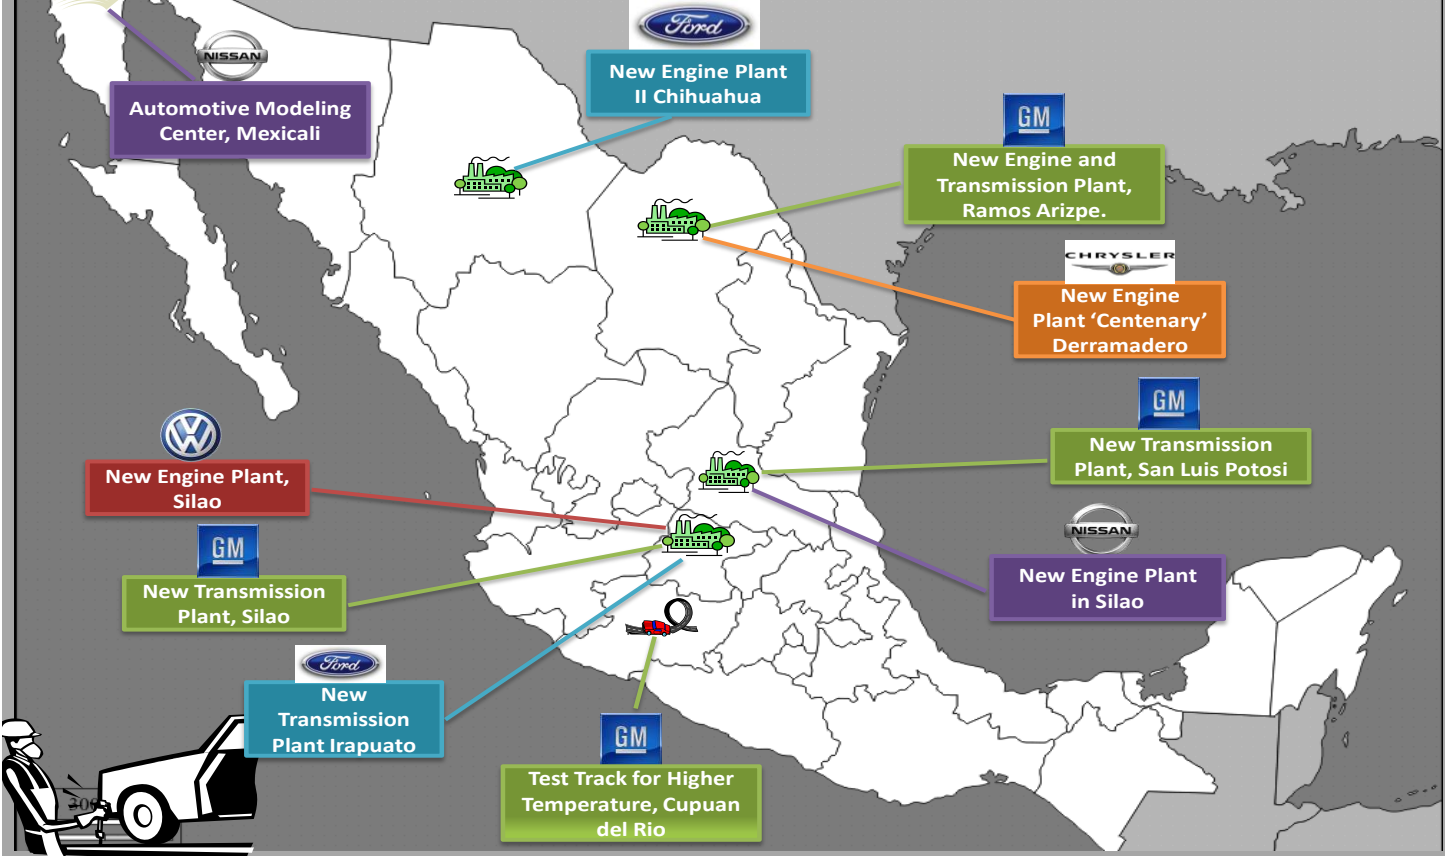 Ford
New Engine Plant
II Chihuahua
NISSAN
Automotive Modeling
Center, Mexicali
GM
New Engine and
Transmission Plant,
Ramos Arizpe.
CHRYSLER
New Engine
Plant ‘Centenary’
Derramadero
GM
New Transmission
Plant, San Luis Potosi
NISSAN
New Engine Plant
in Silao
VW
New Engine Plant,
Silao
GM
New Transmission
Plant, Silao
Ford
New
Transmission
Plant Irapuato
GM
Test Track for Higher
Temperature, Cupuan
del Rio
300